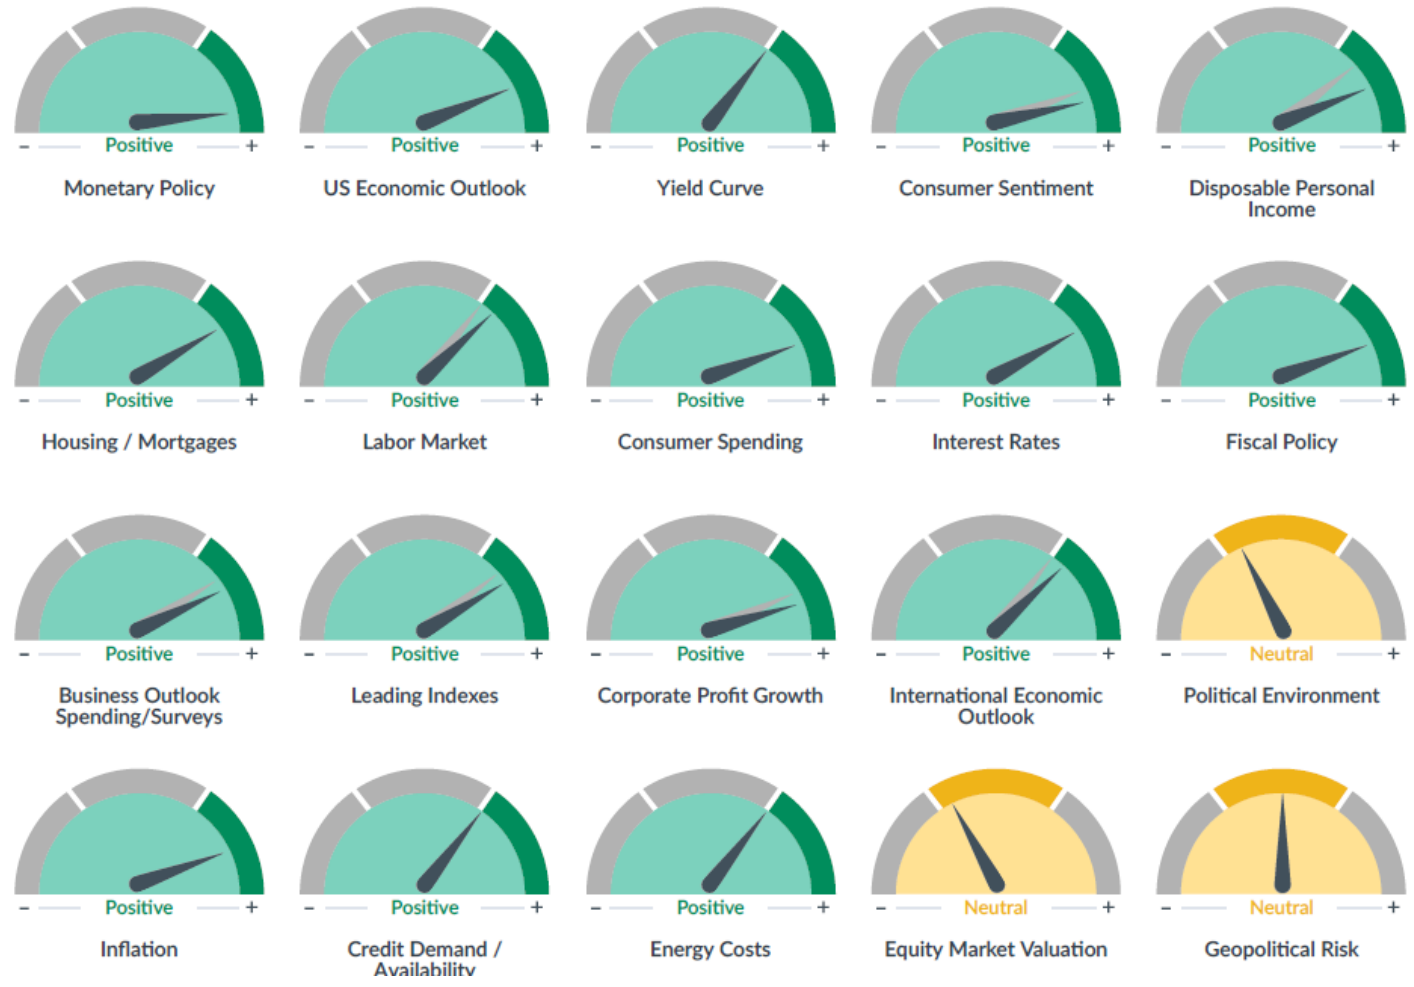 - Positive +
- Positive +
- Positive +
- Positive +
- Positive +
Monetary Policy
US Economic Outlook
Yield Curve
Consumer Sentiment
Disposable Personal
Income
- Positive +
- Positive +
- Positive +
- Positive +
- Positive +
Housing / Mortgages
Labor Market
Consumer Spending
Interest Rates
Fiscal Policy
- Positive +
- Positive +
- Positive +
- Positive +
- Neutral +
Business Outlook
Spending/Surveys
Leading Indexes
Corporate Profit Growth
International Economic
Outlook
Political Environment
- Positive +
- Positive +
- Positive +
- Neutral +
- Neutral +
Inflation
Credit Demand /
Availability
Energy Costs
Equity Market Valuation
Geopolitical Risk